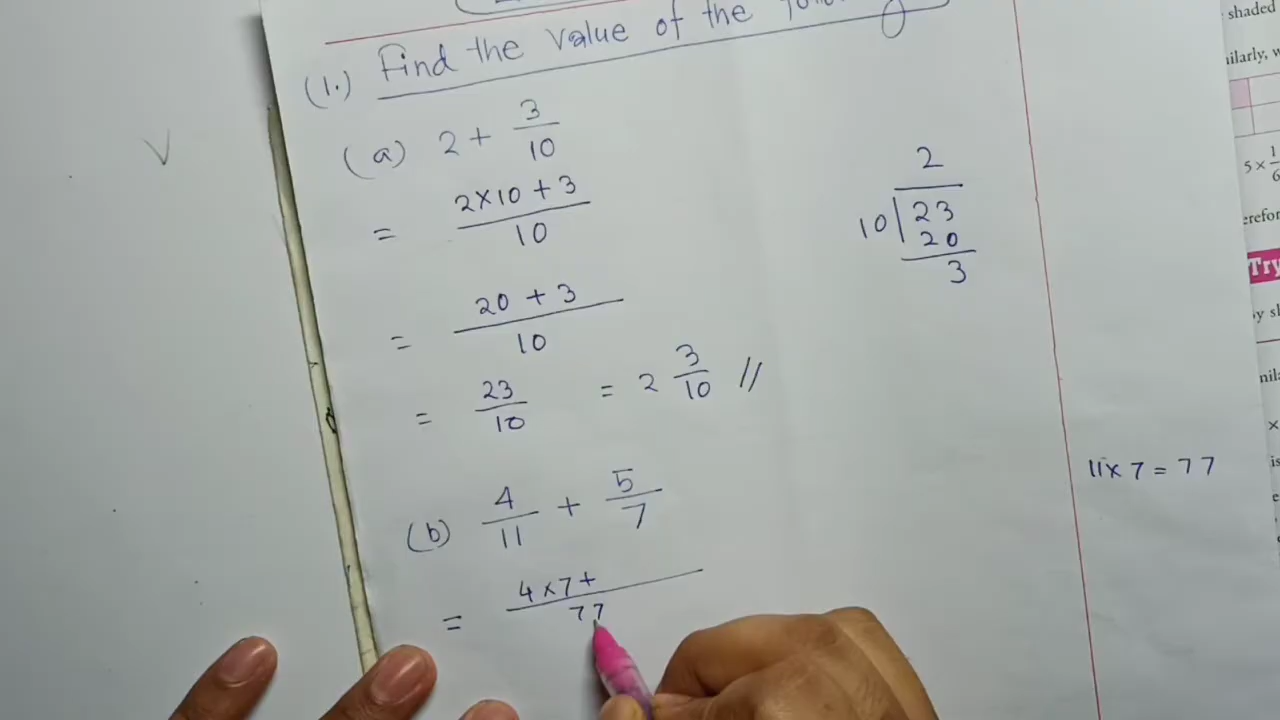 (1.) Find the value of the
(a) 2 + 3/10
= 2×10 + 3/10
= 20 + 3/10
= 23/10 = 2 3/10 //
2
10 23
20
3
(b) 4/11 + 5/7
= 4×7+/77
11×7 = 77
shaded
5×1/6
Try